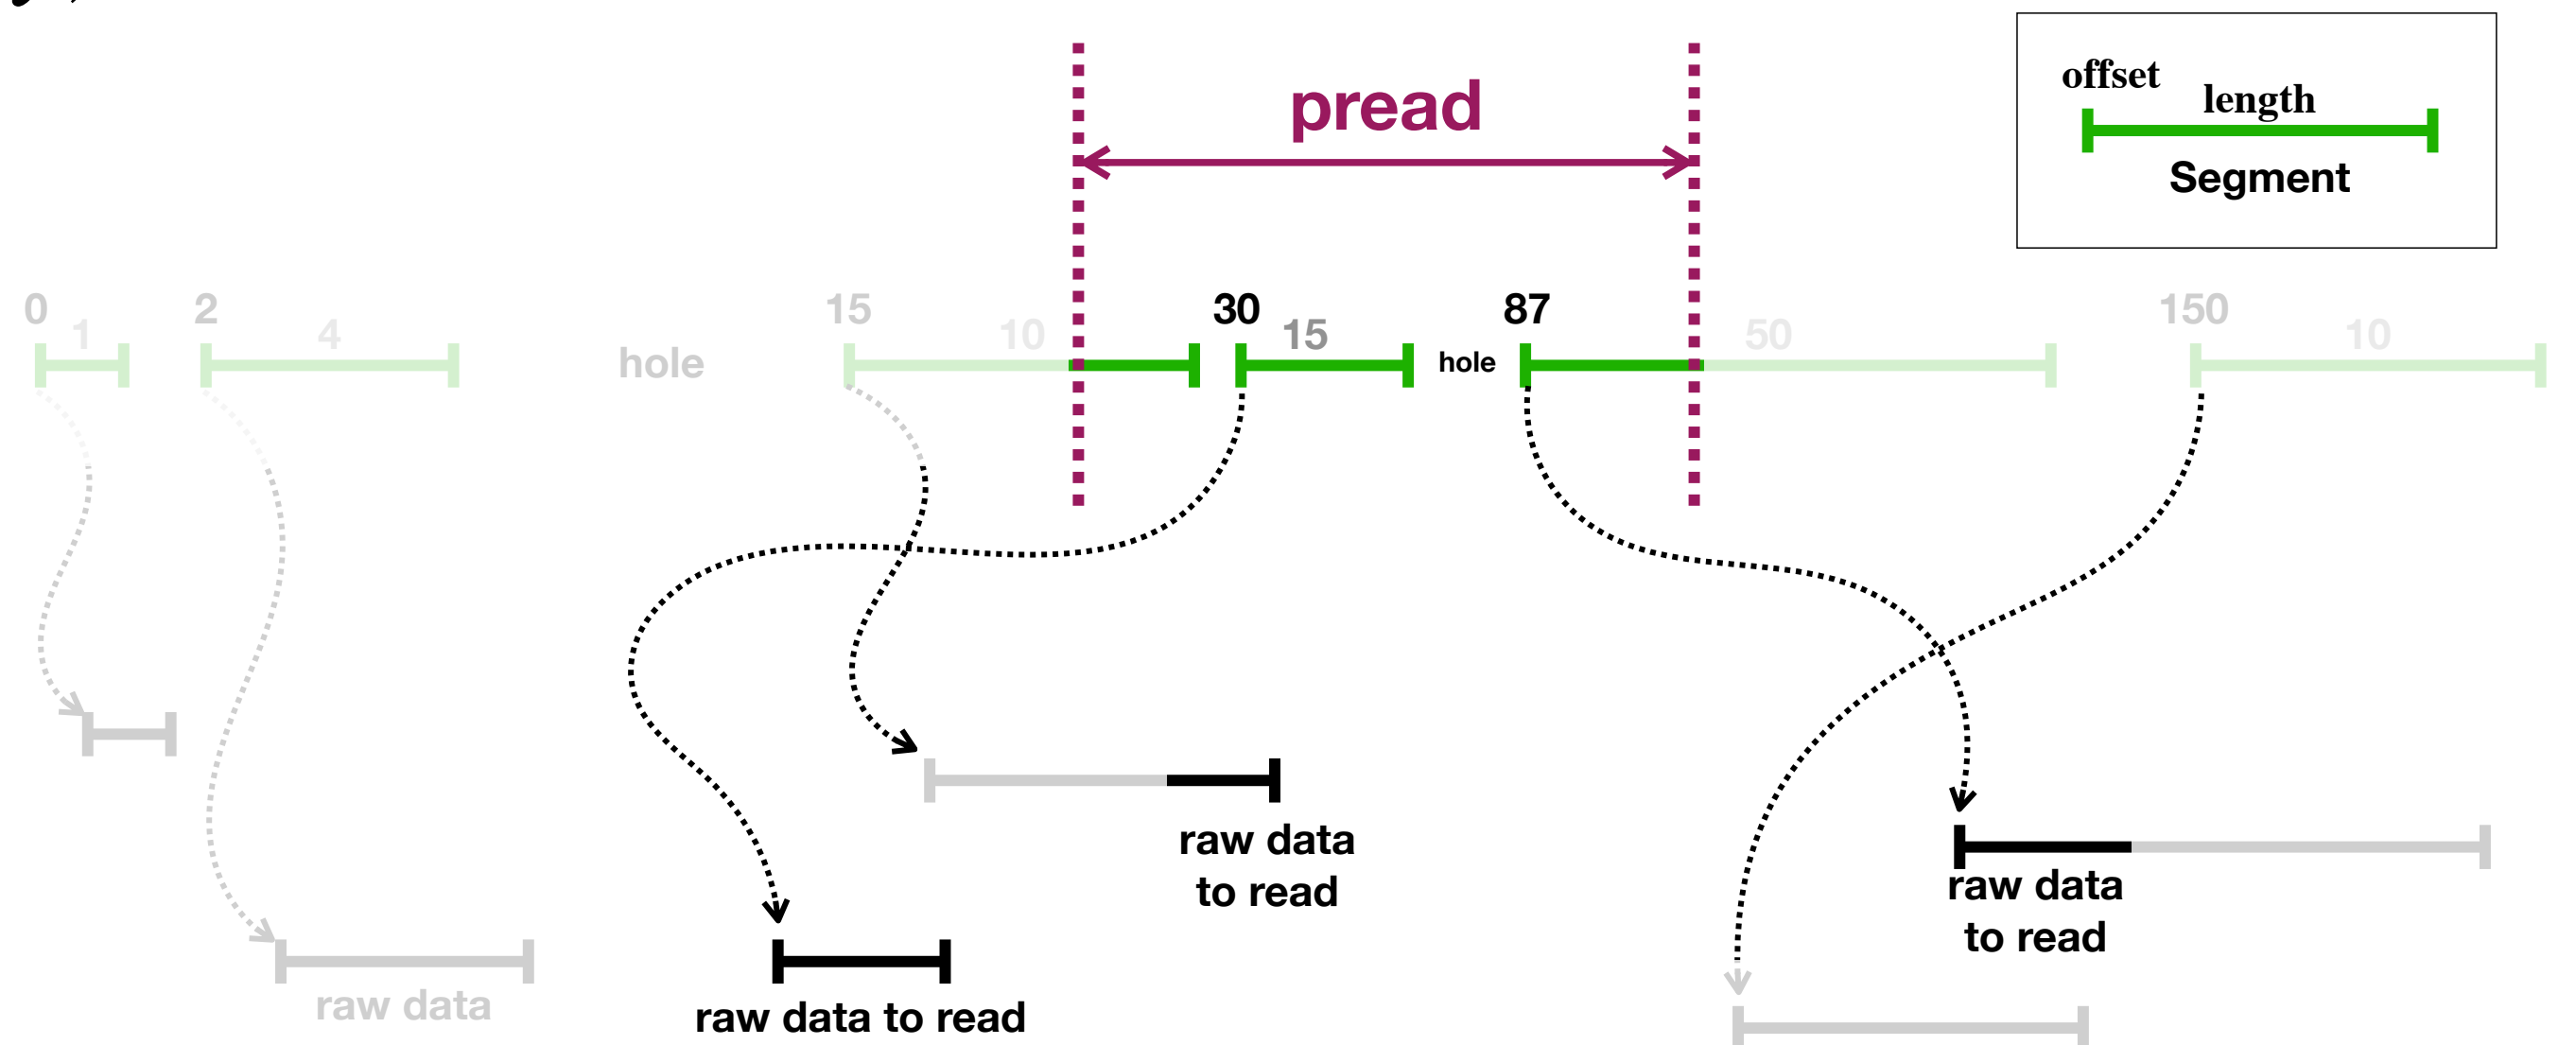 pread
offset
length
Segment
0
1
2
4
hole
15
10
30
15
hole
87
50
150
10
raw data
to read
raw data
to read
raw data
raw data to read